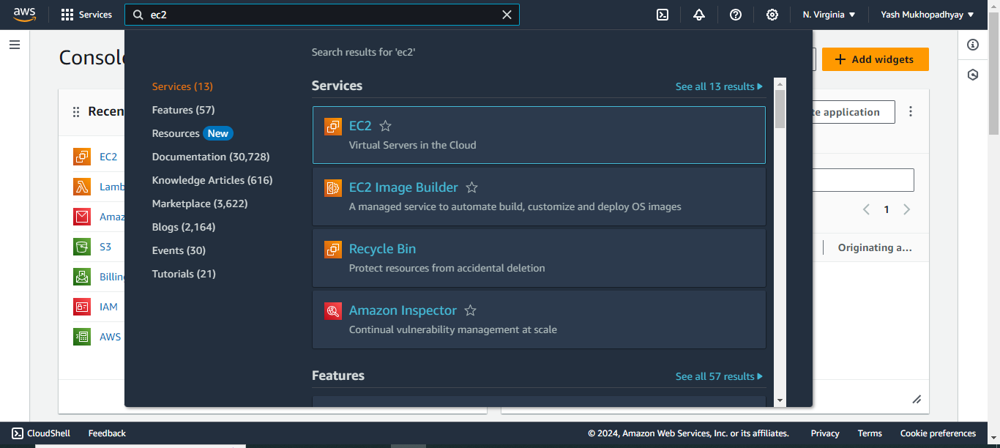 aws
Services
ec2
N. Virginia
Yash Mukhopadhyay
Search results for 'ec2'
Add widgets
Services (13)
Features (57)
Resources New
Documentation (30,728)
Knowledge Articles (616)
Marketplace (3,622)
Blogs (2,164)
Events (30)
Tutorials (21)
Services
See all 13 results
EC2
Virtual Servers in the Cloud
EC2 Image Builder
A managed service to automate build, customize and deploy OS images
Recycle Bin
Protect resources from accidental deletion
Amazon Inspector
Continual vulnerability management at scale
Features
See all 57 results
Consol
Recen
EC2
Lamb
Amaz
S3
Billing
IAM
AWS
te application
1
Originating a...
CloudShell
Feedback
© 2024, Amazon Web Services, Inc. or its affiliates.
Privacy
Terms
Cookie preferences